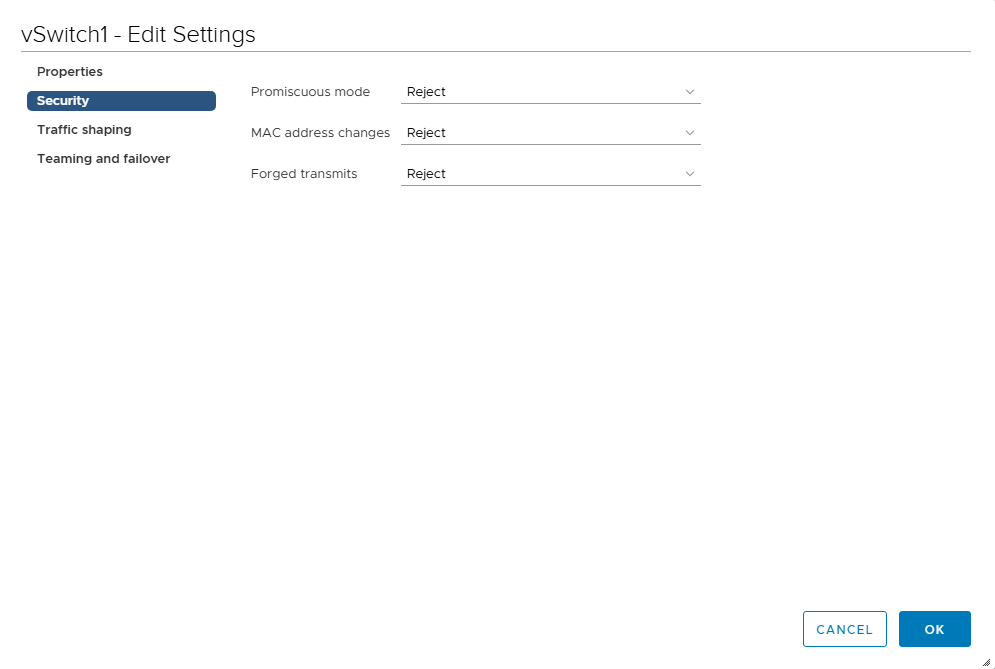 vSwitch1 - Edit Settings
Properties
Security
Traffic shaping
Teaming and failover
Promiscuous mode Reject
MAC address changes Reject
Forged transmits Reject
CANCEL OK